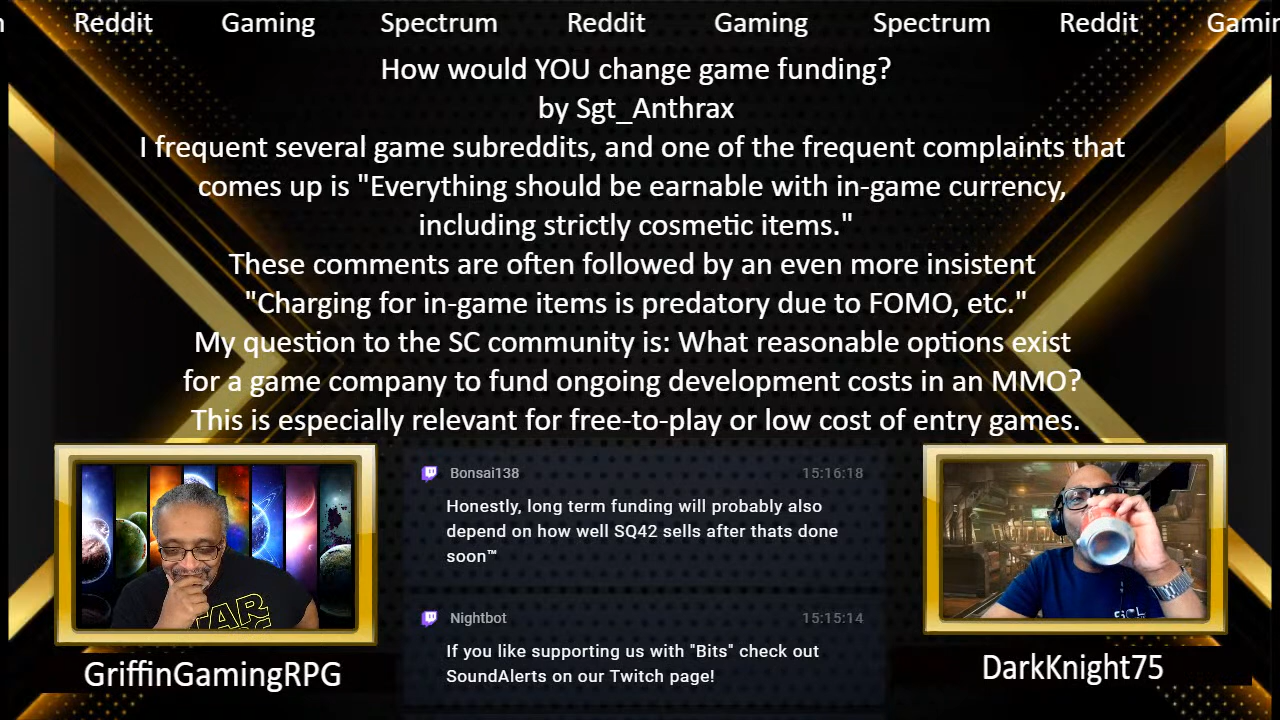 Reddit Gaming Spectrum Reddit Gaming Spectrum Reddit
How would YOU change game funding?
by Sgt_Anthrax
I frequent several game subreddits, and one of the frequent complaints that
comes up is "Everything should be earnable with in-game currency,
including strictly cosmetic items."
These comments are often followed by an even more insistent
"Charging for in-game items is predatory due to FOMO, etc."
My question to the SC community is: What reasonable options exist
for a game company to fund ongoing development costs in an MMO?
This is especially relevant for free-to-play or low cost of entry games.
Bonsai138 15:16:18
Honestly, long term funding will probably also
depend on how well SQ42 sells after thats done
soon™
Nightbot 15:15:14
If you like supporting us with "Bits" check out
SoundAlerts on our Twitch page!
GriffinGamingRPG
DarkKnight75